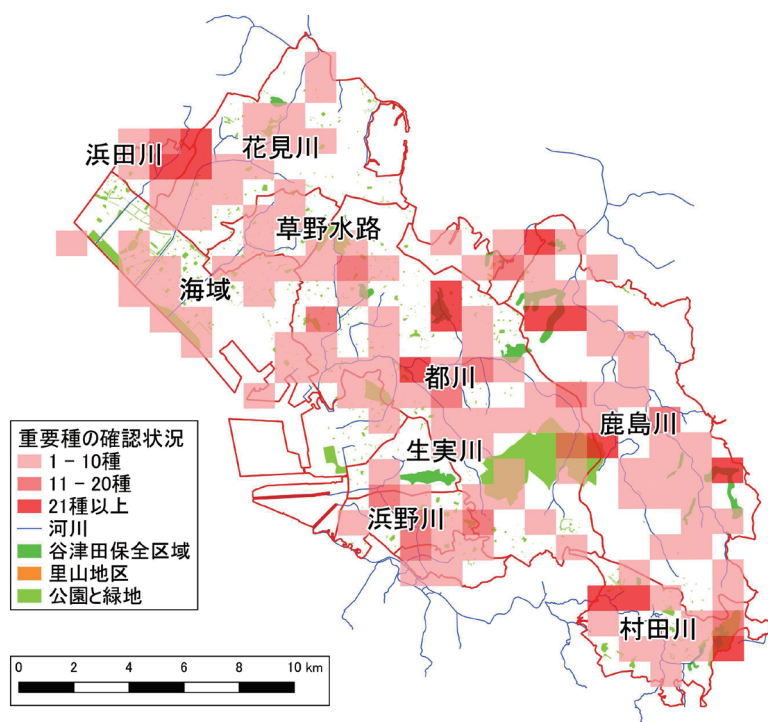 浜田川
花見川
草野水路
海域
都川
鹿島川
生実川
浜野川
村田川
重要種の確認状況
1 - 10種
11 - 20種
21種以上
河川
谷津田保全区域
里山地区
公園と緑地
0 2 4 6 8 10 km